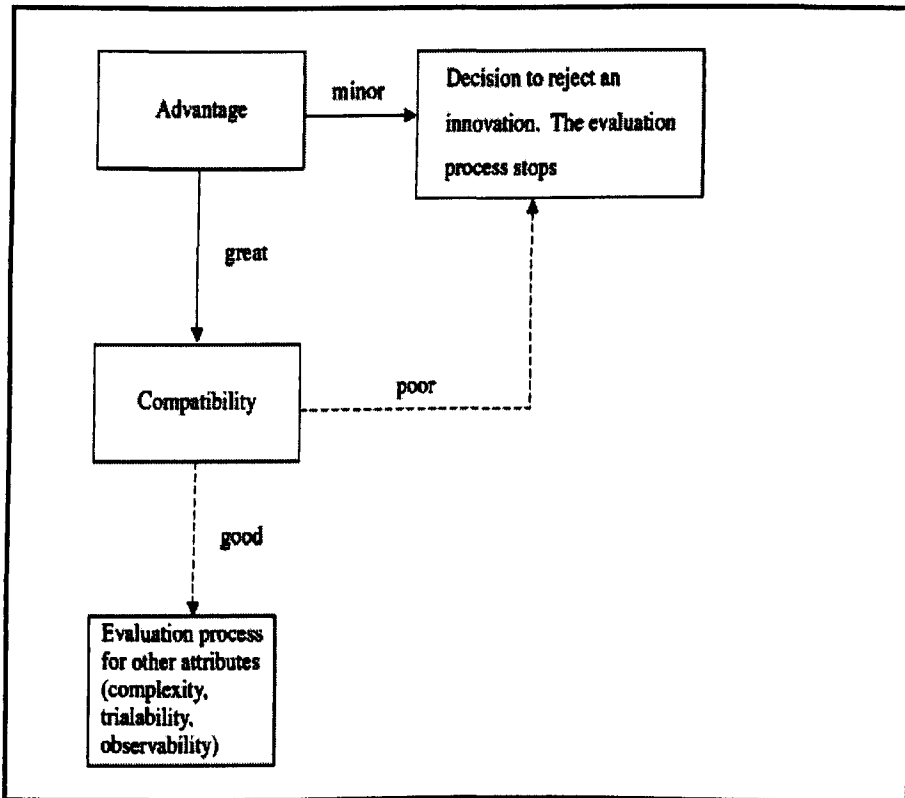 Advantage
minor
Decision to reject an
innovation. The evaluation
process stops
great
Compatibility
poor
good
Evaluation process
for other attributes
(complexity,
trialability,
observability)